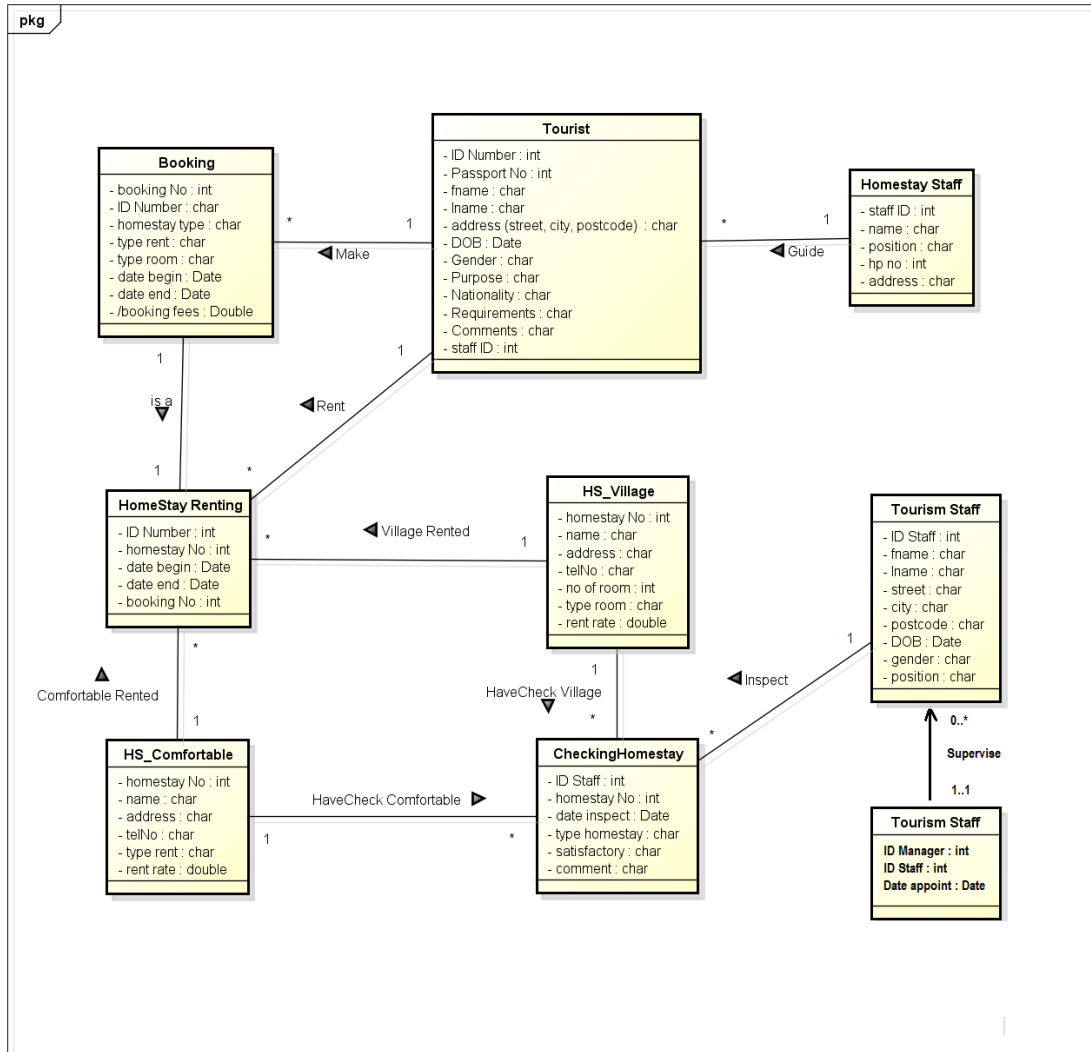 pkg
Booking
- booking No : int
- ID Number : char
- homestay type : char
- type rent : char
- type room : char
- date begin : Date
- date end : Date
- /booking fees : Double
Tourist
- ID Number : int
- Passport No : int
- fname : char
- lname : char
- address (street, city, postcode) : char
- DOB : Date
- Gender : char
- Purpose : char
- Nationality : char
- Requirements : char
- Comments : char
- staff ID : int
Homestay Staff
- staff ID : int
- name : char
- position : char
- hp no : int
- address : char
* 1
Make
* 1
Guide
1
is a
1
1
Rent
*
HomeStay Renting
- ID Number : int
- homestay No : int
- date begin : Date
- date end : Date
- booking No : int
Village Rented
* 1
HS_Village
- homestay No : int
- name : char
- address : char
- telNo : char
- no of room : int
- type room : char
- rent rate : double
Tourism Staff
- ID Staff : int
- fname : char
- lname : char
- street : char
- city : char
- postcode : char
- DOB : Date
- gender : char
- position : char
*
Comfortable Rented
1
1
HaveCheck Village
*
1
Inspect
*
0..*
Supervise
1..1
HS_Comfortable
- homestay No : int
- name : char
- address : char
- telNo : char
- type rent : char
- rent rate : double
HaveCheck Comfortable
1 *
CheckingHomestay
- ID Staff : int
- homestay No : int
- date inspect : Date
- type homestay : char
- satisfactory : char
- comment : char
Tourism Staff
ID Manager : int
ID Staff : int
Date appoint : Date